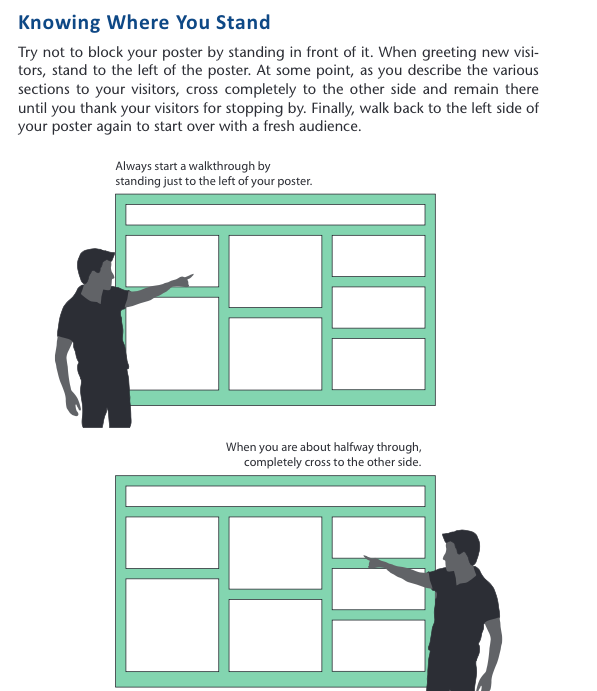 Knowing Where You Stand
Try not to block your poster by standing in front of it. When greeting new visi-
tors, stand to the left of the poster. At some point, as you describe the various
sections to your visitors, cross completely to the other side and remain there
until you thank your visitors for stopping by. Finally, walk back to the left side of
your poster again to start over with a fresh audience.
Always start a walkthrough by
standing just to the left of your poster.
When you are about halfway through,
completely cross to the other side.